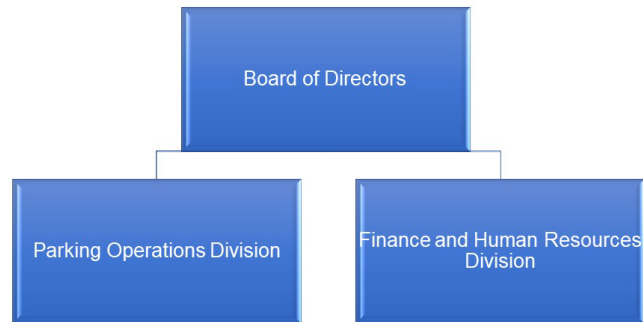 Board of Directors
Parking Operations Division
Finance and Human Resources
Division